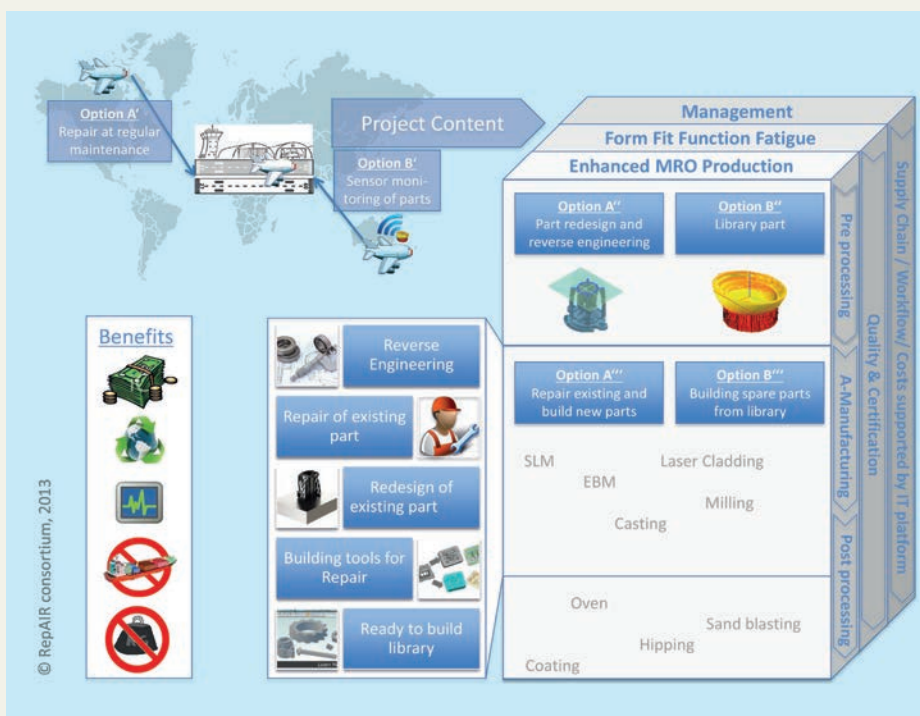 Option A'
Repair at regular
maintenance
Project Content
Option B'
Sensor moni-
toring of parts
Management
Form Fit Function Fatigue
Enhanced MRO Production
Option A''
Part redesign and
reverse engineering
Option B''
Library part
Pre processing
A-Manufacturing
Post processing
Quality & Certification
Supply Chain / Workflow/ Costs supported by IT platform
Benefits
Reverse
Engineering
Repair of existing
part
Redesign of
existing part
Building tools for
Repair
Ready to build
library
Option A'''
Repair existing and
build new parts
Option B'''
Building spare parts
from library
SLM
Laser Cladding
EBM
Milling
Casting
Oven
Sand blasting
Hipping
Coating
© RepAIR consortium, 2013